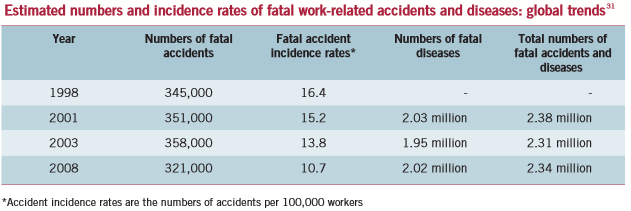 Estimated numbers and incidence rates of fatal work-related accidents and diseases: global trends31
Year Numbers of fatal accidents Fatal accident incidence rates* Numbers of fatal diseases Total numbers of fatal accidents and diseases
1998 345,000 16.4 - -
2001 351,000 15.2 2.03 million 2.38 million
2003 358,000 13.8 1.95 million 2.31 million
2008 321,000 10.7 2.02 million 2.34 million
*Accident incidence rates are the numbers of accidents per 100,000 workers